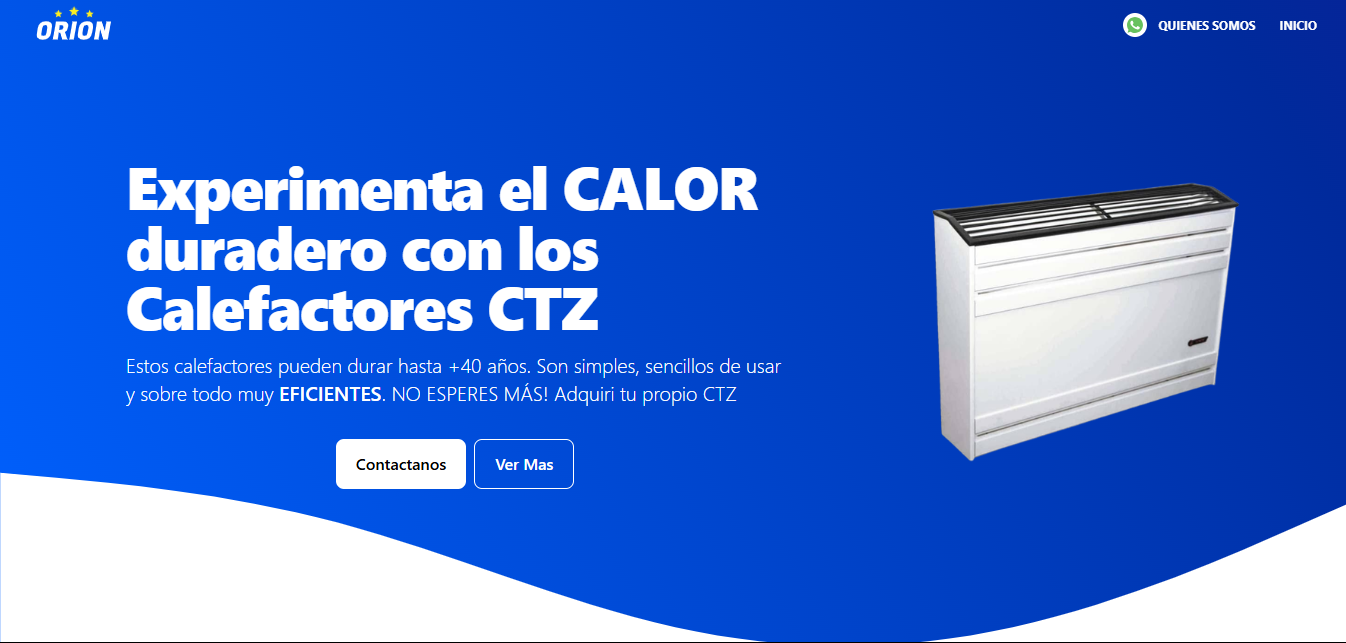 ORION
QUIENES SOMOS
INICIO
Experimenta el CALOR
duradero con los
Calefactores CTZ
Estos calefactores pueden durar hasta +40 años. Son simples, sencillos de usar
y sobre todo muy EFICIENTES. NO ESPERES MÁS! Adquiri tu propio CTZ
Contactanos
Ver Mas